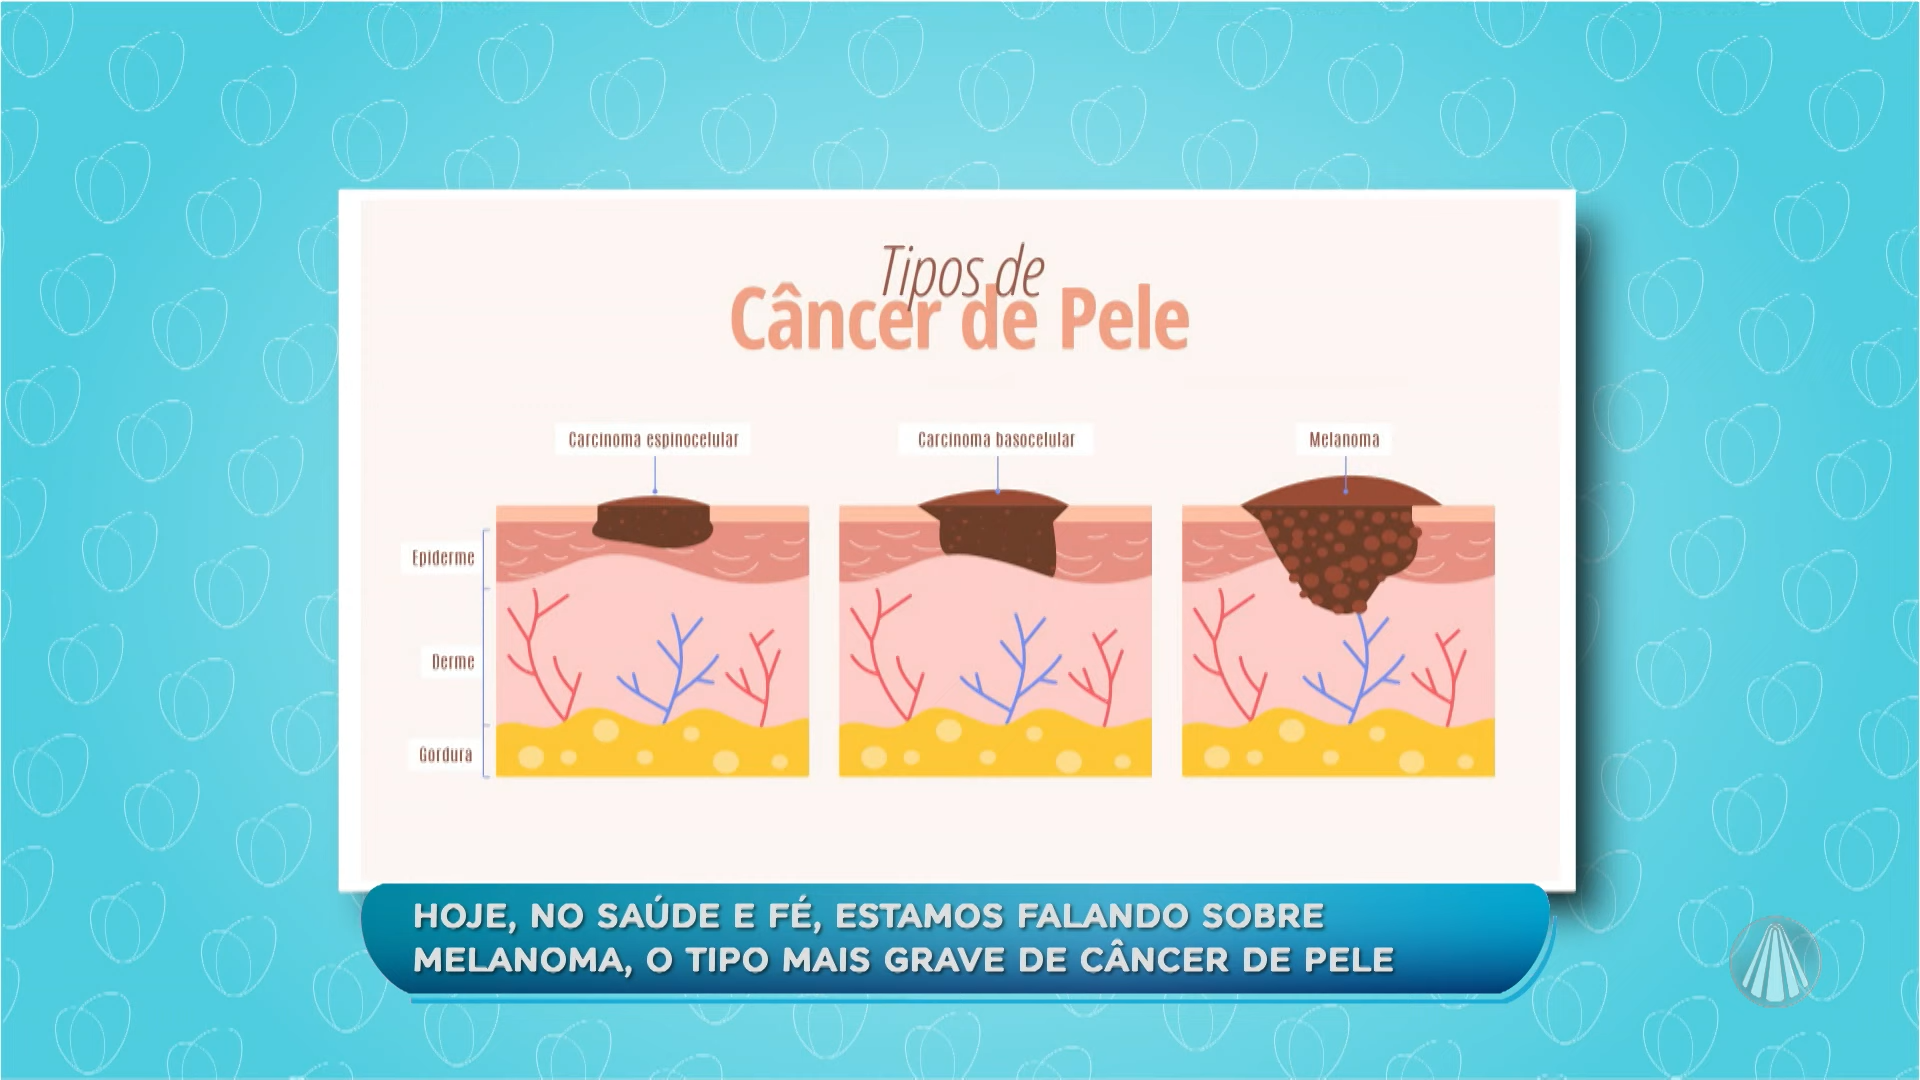 Tipos de
Câncer de Pele
Carcinoma espinocelular
Carcinoma basocelular
Melanoma
Epiderme
Derme
Gordura
HOJE, NO SAÚDE E FÉ, ESTAMOS FALANDO SOBRE
MELANOMA, O TIPO MAIS GRAVE DE CÂNCER DE PELE